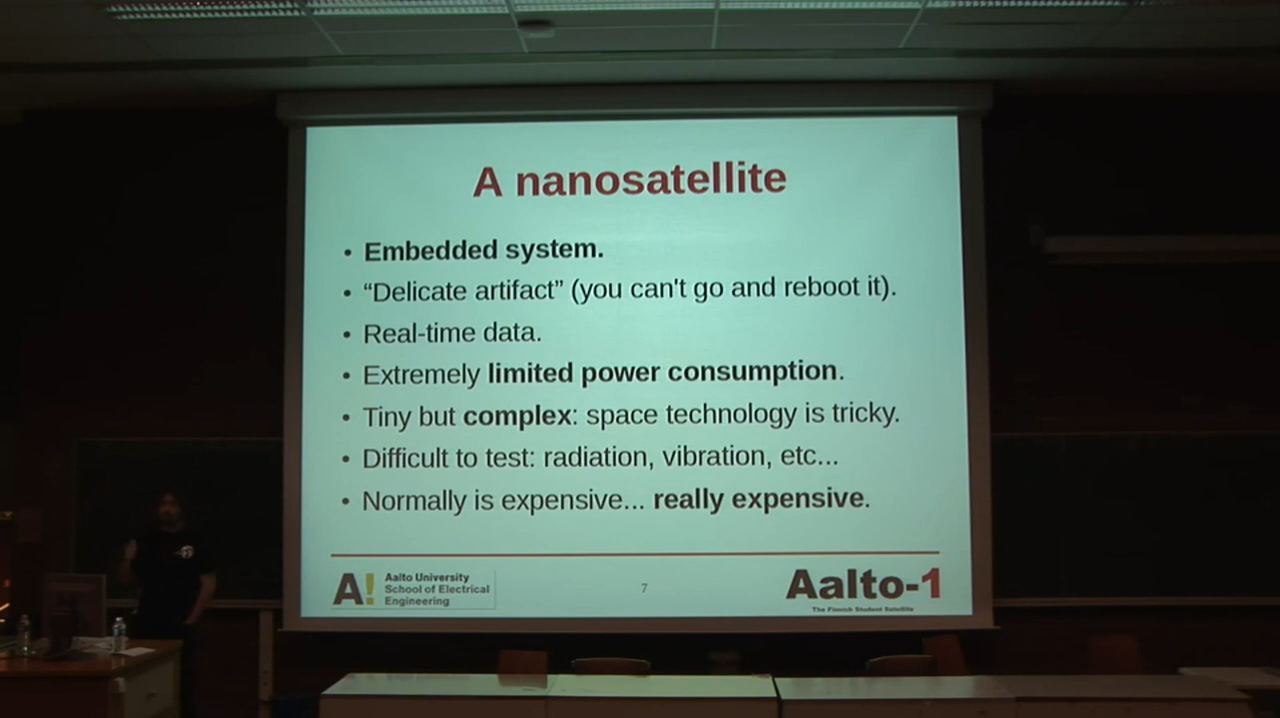 A nanosatellite
• Embedded system.
• “Delicate artifact” (you can't go and reboot it).
• Real-time data.
• Extremely limited power consumption.
• Tiny but complex: space technology is tricky.
• Difficult to test: radiation, vibration, etc...
• Normally is expensive... really expensive.
A! Aalto University
School of Electrical
Engineering
7
Aalto-1
The Finnish Student Satellite